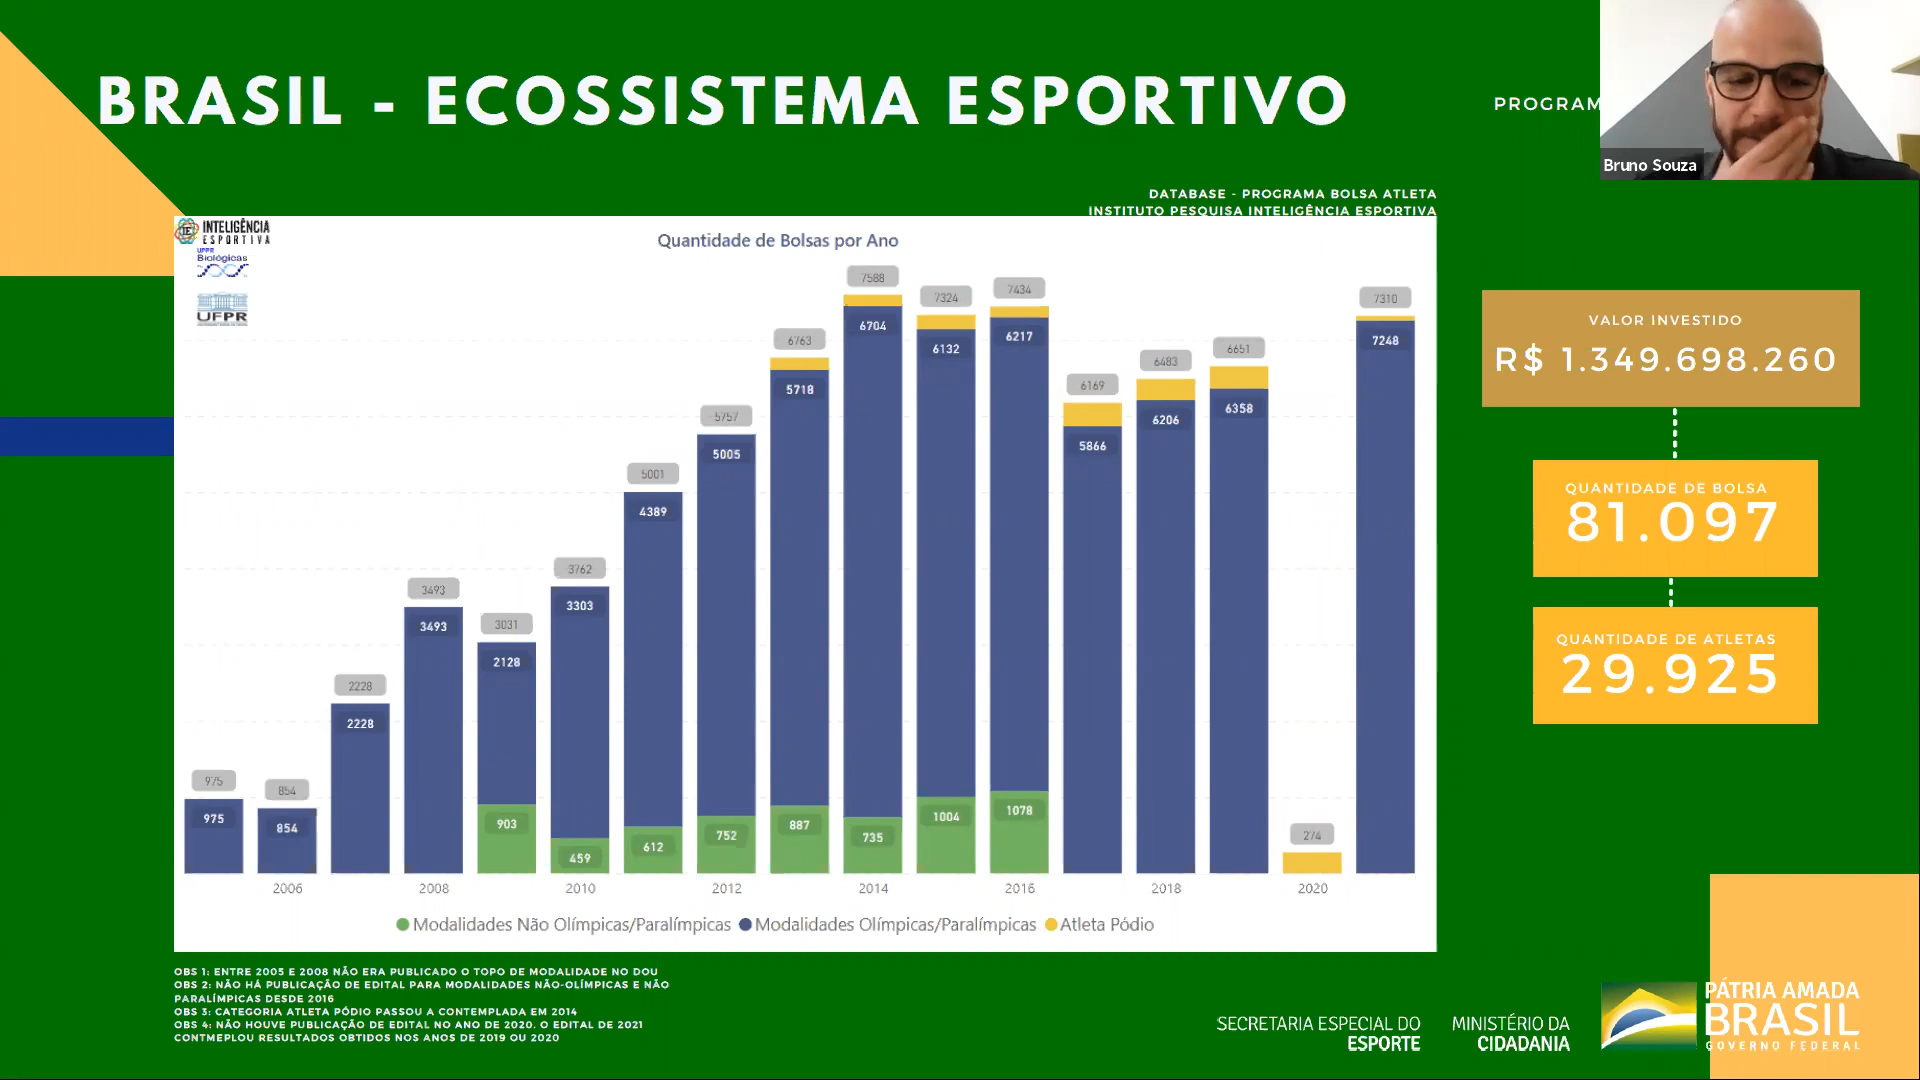 BRASIL - ECOSSISTEMA ESPORTIVO
PROGRAM
Bruno Souza
DATABASE - PROGRAMA BOLSA ATLETA
INSTITUTO PESQUISA INTELIGÊNCIA ESPORTIVA
INTELIGÊNCIA
ESPORTIVA
UFPR
Biológicas
UFPR
Quantidade de Bolsas por Ano
975
854
2228
3493
3031
3762
5001
5757
6763
7588
7324
7434
6169
6483
6651
274
7310
975
854
2228
3493
2128
3303
4389
5005
5718
6704
6132
6217
5866
6206
6358
7248
903
459
612
752
887
735
1004
1078
2006 2008 2010 2012 2014 2016 2018 2020
Modalidades Não Olímpicas/Paralímpicas Modalidades Olímpicas/Paralímpicas Atleta Pódio
VALOR INVESTIDO
R$ 1.349.698.260
QUANTIDADE DE BOLSA
81.097
QUANTIDADE DE ATLETAS
29.925
OBS 1: ENTRE 2005 E 2008 NÃO ERA PUBLICADO O TOPO DE MODALIDADE NO DOU
OBS 2: NÃO HÁ PUBLICAÇÃO DE EDITAL PARA MODALIDADES NÃO-OLÍMPICAS E NÃO
PARALÍMPICAS DESDE 2016
OBS 3: CATEGORIA ATLETA PÓDIO PASSOU A CONTEMPLADA EM 2014
OBS 4: NÃO HOUVE PUBLICAÇÃO DE EDITAL NO ANO DE 2020. O EDITAL DE 2021
CONTMEPLOU RESULTADOS OBTIDOS NOS ANOS DE 2019 OU 2020
SECRETARIA ESPECIAL DO
ESPORTE
MINISTÉRIO DA
CIDADANIA
PÁTRIA AMADA
BRASIL
GOVERNO FEDERAL